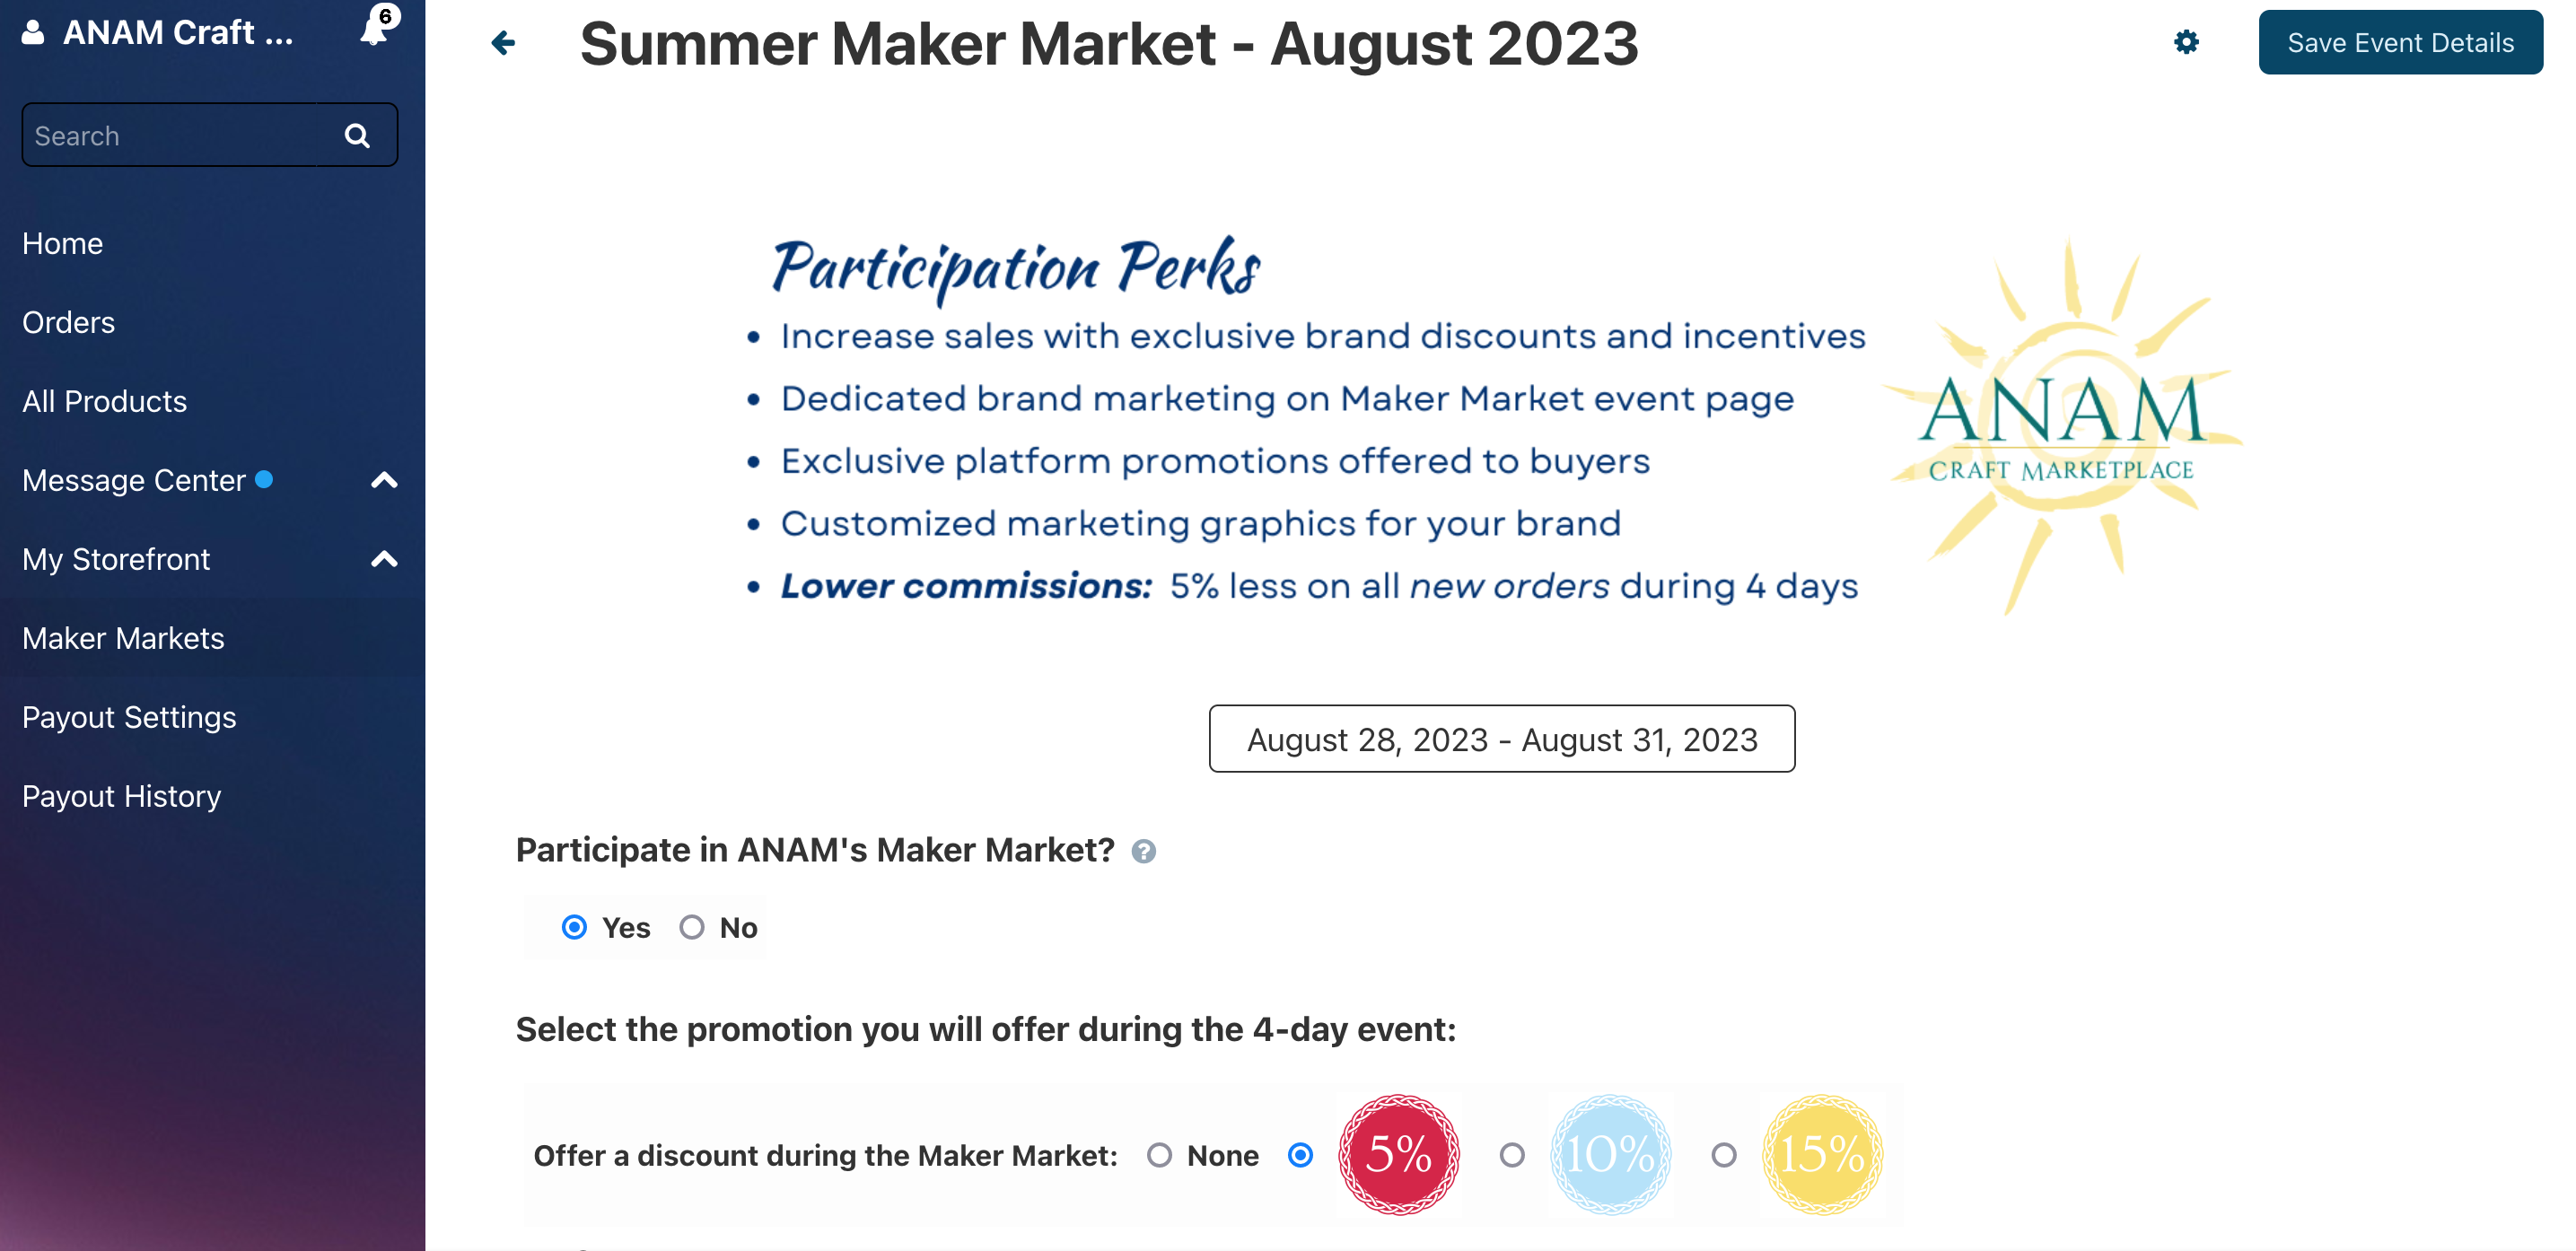 ANAM Craft ...
6
Search
Home
Orders
All Products
Message Center
My Storefront
Maker Markets
Payout Settings
Payout History
Summer Maker Market - August 2023
Save Event Details
Participation Perks
• Increase sales with exclusive brand discounts and incentives
• Dedicated brand marketing on Maker Market event page
• Exclusive platform promotions offered to buyers
• Customized marketing graphics for your brand
• Lower commissions: 5% less on all new orders during 4 days
ANAM
CRAFT MARKETPLACE
August 28, 2023 - August 31, 2023
Participate in ANAM's Maker Market? ?
Yes No
Select the promotion you will offer during the 4-day event:
Offer a discount during the Maker Market: None 5% 10% 15%